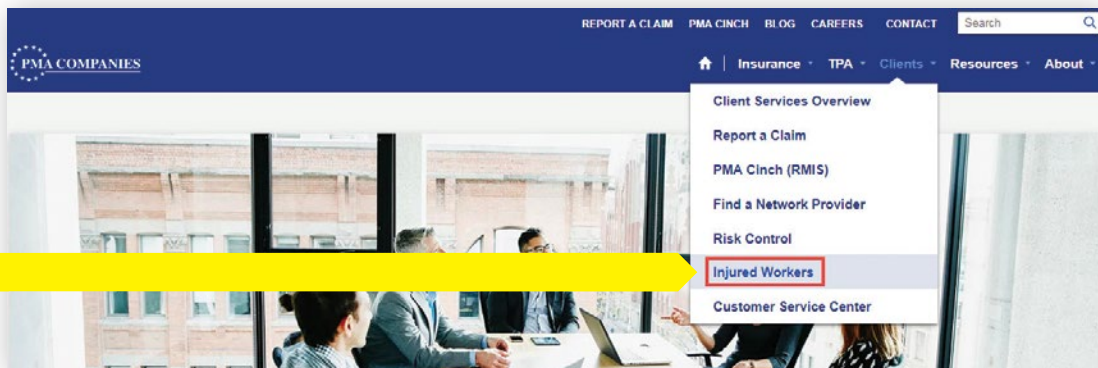 REPORT A CLAIM PMA CINCH BLOG CAREERS CONTACT Search
PMA COMPANIES
Insurance TPA Clients Resources About
Client Services Overview
Report a Claim
PMA Cinch (RMIS)
Find a Network Provider
Risk Control
Injured Workers
Customer Service Center